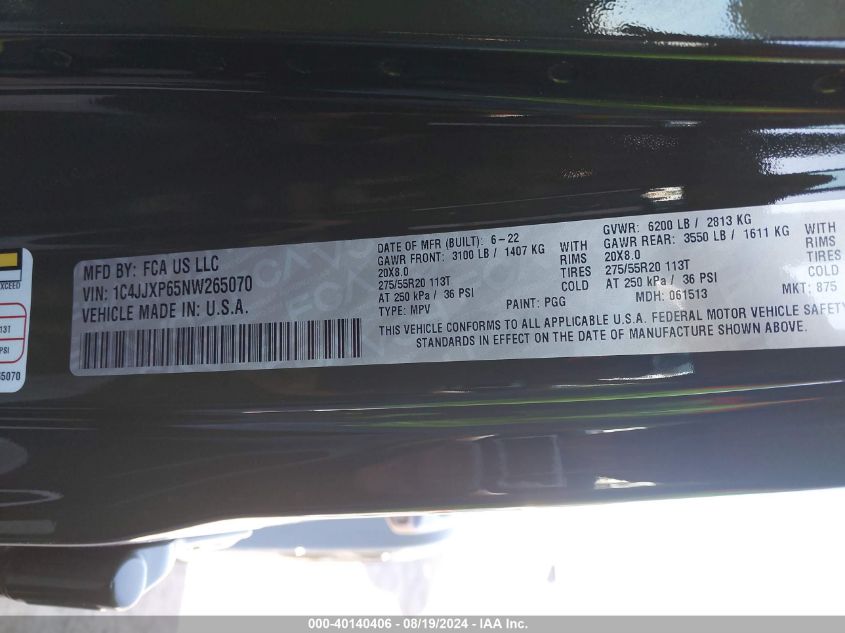 MFD BY: FCA US LLC
VIN: 1C4JJXP65NW265070
VEHICLE MADE IN: U.S.A.
DATE OF MFR (BUILT): 6-22
GAWR FRONT: 3100 LB / 1407 KG WITH
20X8.0 RIMS
275/55R20 113T TIRES
AT 250 kPa / 36 PSI COLD
TYPE: MPV PAINT: PGG
GVWR: 6200 LB / 2813 KG
GAWR REAR: 3550 LB / 1611 KG WITH
20X8.0 RIMS
275/55R20 113T TIRES
AT 250 kPa / 36 PSI COLD
MDH: 061513 MKT: 875
THIS VEHICLE CONFORMS TO ALL APPLICABLE U.S.A. FEDERAL MOTOR VEHICLE SAFETY
STANDARDS IN EFFECT ON THE DATE OF MANUFACTURE SHOWN ABOVE.
EXCEED
13T
PSI
65070
000-40140406 - 08/19/2024 - IAA Inc.